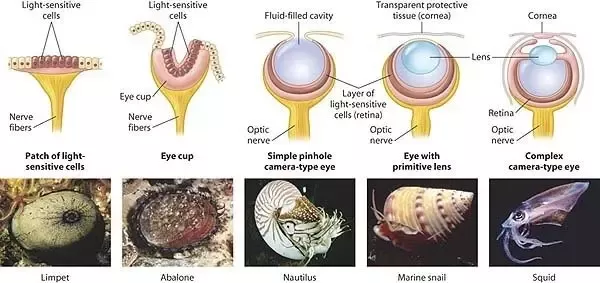 Light-sensitive
cells
Light-sensitive
cells
Fluid-filled cavity
Transparent protective
tissue (cornea)
Cornea
Lens
Eye cup
Layer of
light-sensitive
cells (retina)
Retina
Nerve
fibers
Nerve
fibers
Optic
nerve
Optic
nerve
Optic
nerve
Patch of light-
sensitive cells
Eye cup
Simple pinhole
camera-type eye
Eye with
primitive lens
Complex
camera-type eye
Limpet
Abalone
Nautilus
Marine snail
Squid